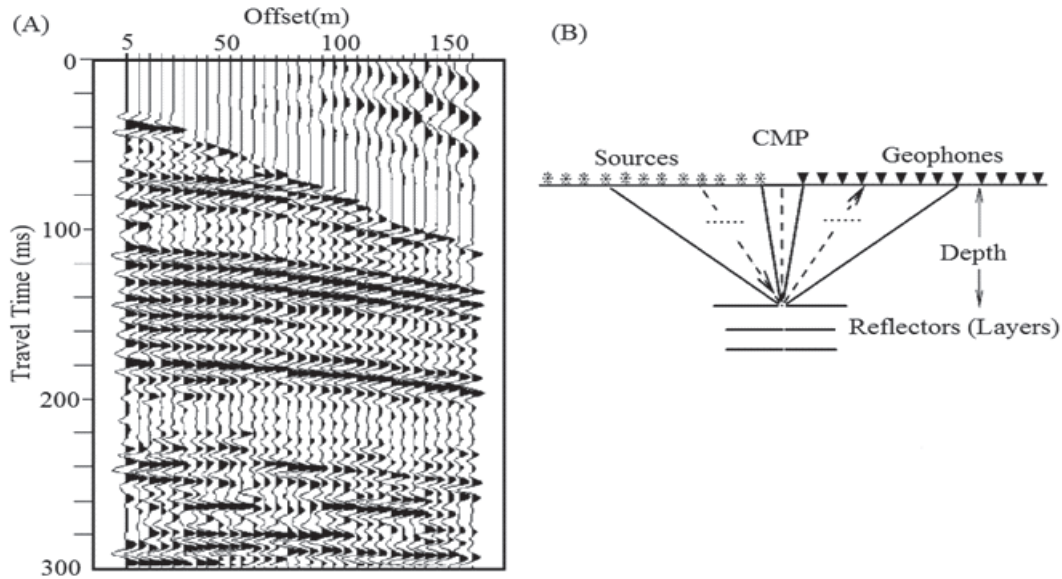 (A)
Offset(m)
5 50 100 150
0
100
200
300
Travel Time (ms)
(B)
CMP
Sources
Geophones
Depth
Reflectors (Layers)